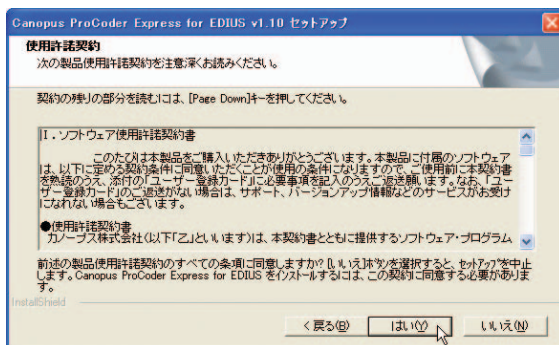 Canopus ProCoder Express for EDIUS v1.10 セットアップ
使用許諾契約
次の製品使用許諾契約を注意深くお読みください。
契約の残りの部分を読むには、[Page Down]キーを押してください。
I．ソフトウェア使用許諾契約書
このたびは本製品をご購入いただきありがとうございます。本製品に付属のソフトウェア
は、以下に定める契約条件に同意いただくことが使用の条件になりますので、ご使用前に本契約書
を熟読のうえ、添付の「ユーザー登録カード」に必要事項を記入のうえご返送願います。なお、「ユー
ザー登録カード」のご返送がない場合は、サポート、バージョンアップ情報などのサービスがお受け
になれない場合もございます。
●使用許諾契約書
カノープス株式会社(以下「乙」といいます)は、本契約書とともに提供するソフトウェア・プログラム
前述の製品使用許諾契約のすべての条項に同意しますか? [いいえ]ボタンを選択すると、セットアップを中止
します。Canopus ProCoder Express for EDIUS をインストールするには、この契約に同意する必要がありま
す。
InstallShield
< 戻る(B)
はい(Y)
いいえ(N)